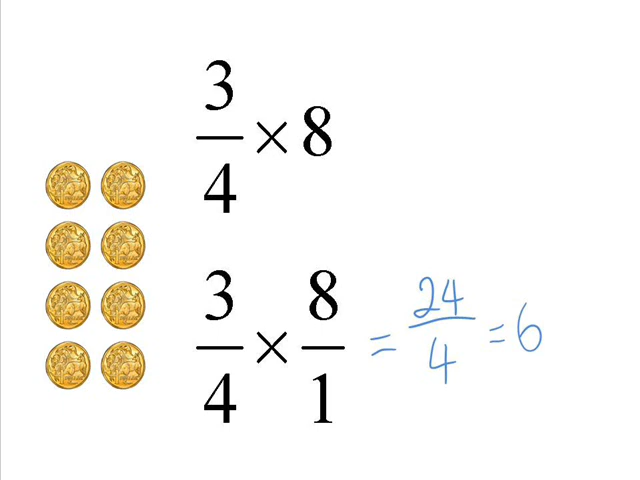 3/4 × 8
3/4 × 8/1 = 24/4 = 6